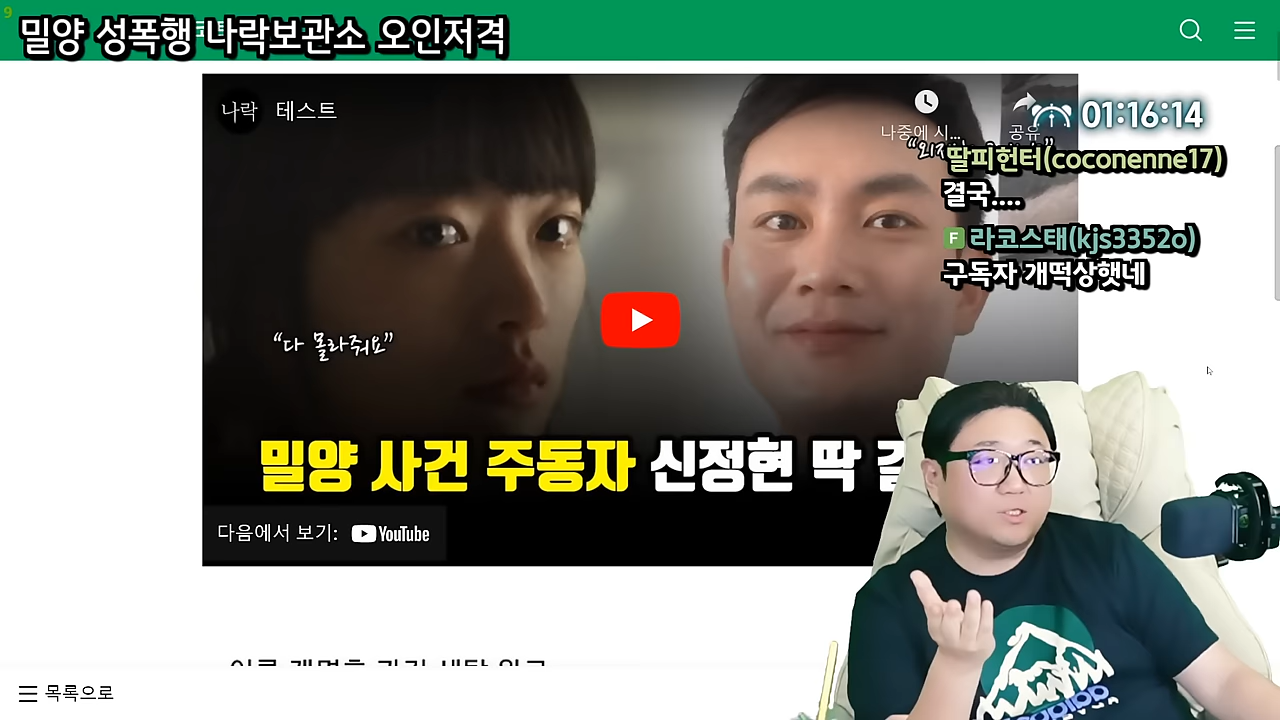 9
밀양 성폭행 나락보관소 오인저격
나락 테스트
나중에 시...
공유
01:16:14
딸피헌터(coconenne17)
결국....
F 라코스태(kjs3352o)
구독자 개떡상햇네
“다 몰라줘요”
밀양 사건 주동자 신정현 딱
다음에서 보기: YouTube
목록으로